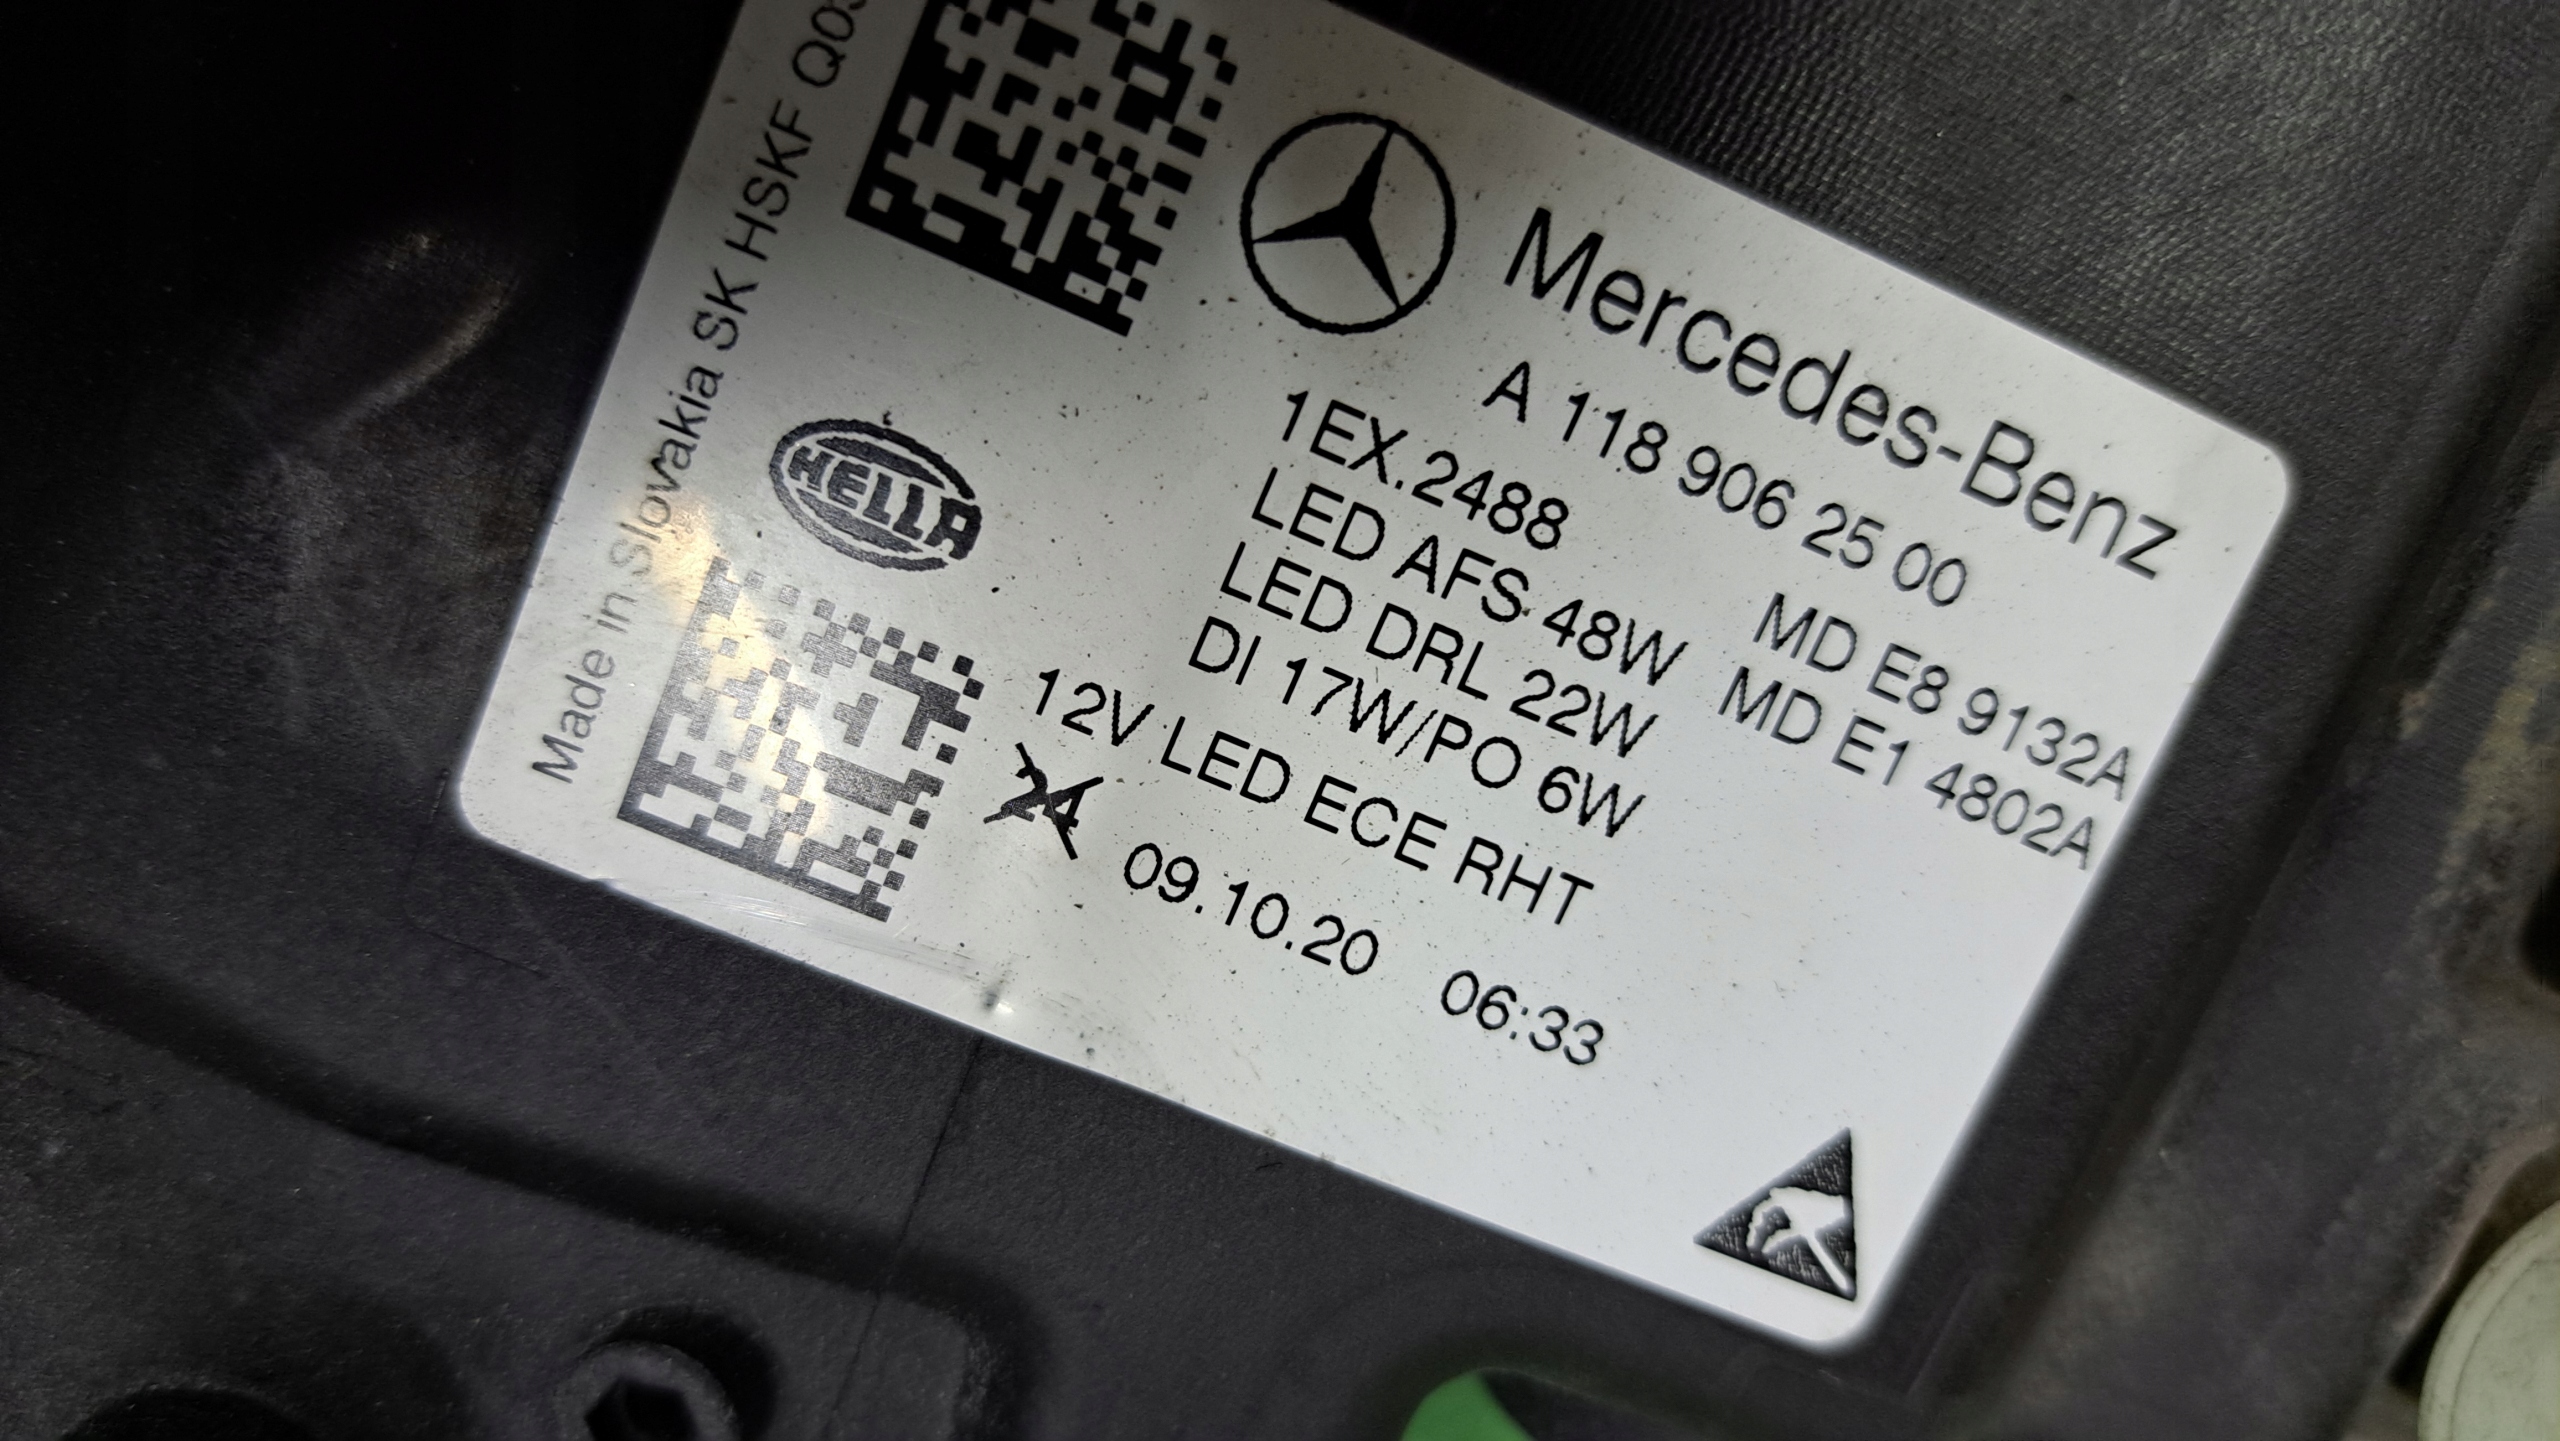 Mercedes-Benz
A 118 906 25 00
1EX.2488
LED AFS 48W MD E8 9132A
LED DRL 22W MD E1 4802A
DI 17W/PO 6W
12V LED ECE RHT
24 09.10.20 06:33
HELLA
Made in Slovakia SK HSKF